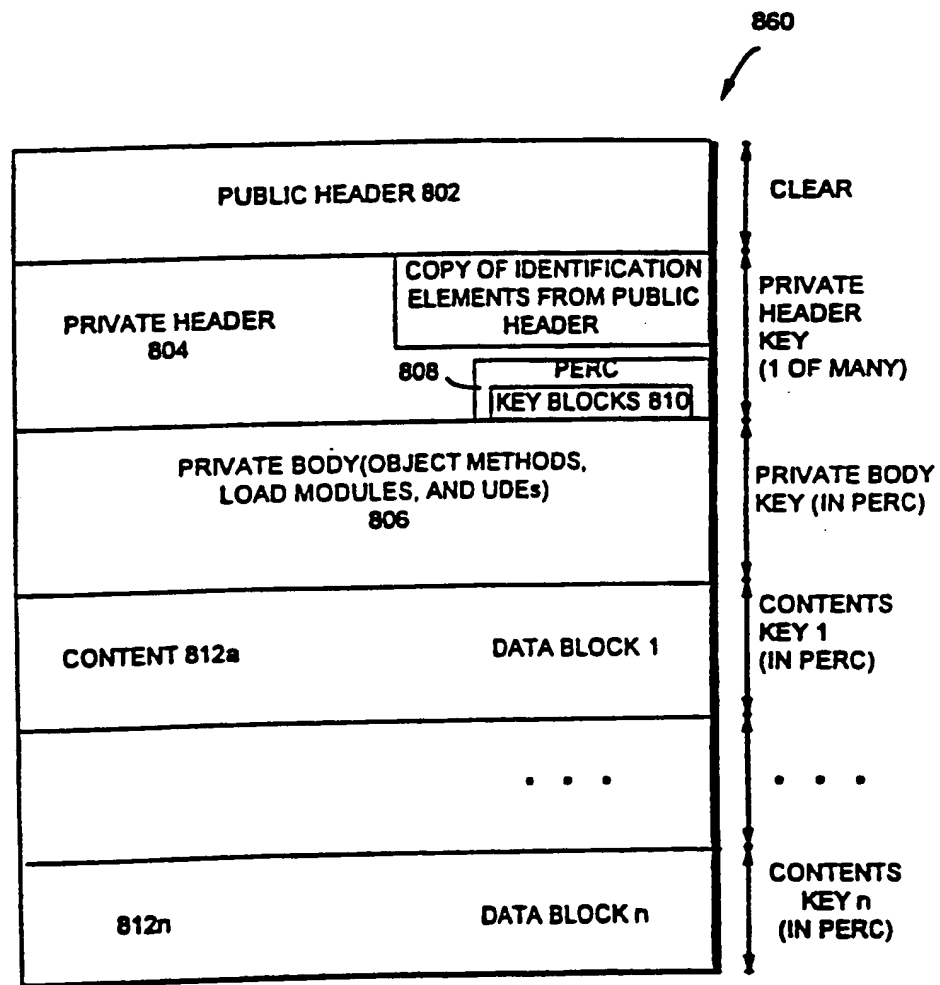 860
PUBLIC HEADER 802
CLEAR
PRIVATE HEADER
804
COPY OF IDENTIFICATION
ELEMENTS FROM PUBLIC
HEADER
808
PERC
KEY BLOCKS 810
PRIVATE
HEADER
KEY
(1 OF MANY)
PRIVATE BODY(OBJECT METHODS,
LOAD MODULES, AND UDEs)
806
PRIVATE BODY
KEY (IN PERC)
CONTENT 812a
DATA BLOCK 1
CONTENTS
KEY 1
(IN PERC)
• • •
• • •
812n
DATA BLOCK n
CONTENTS
KEY n
(IN PERC)